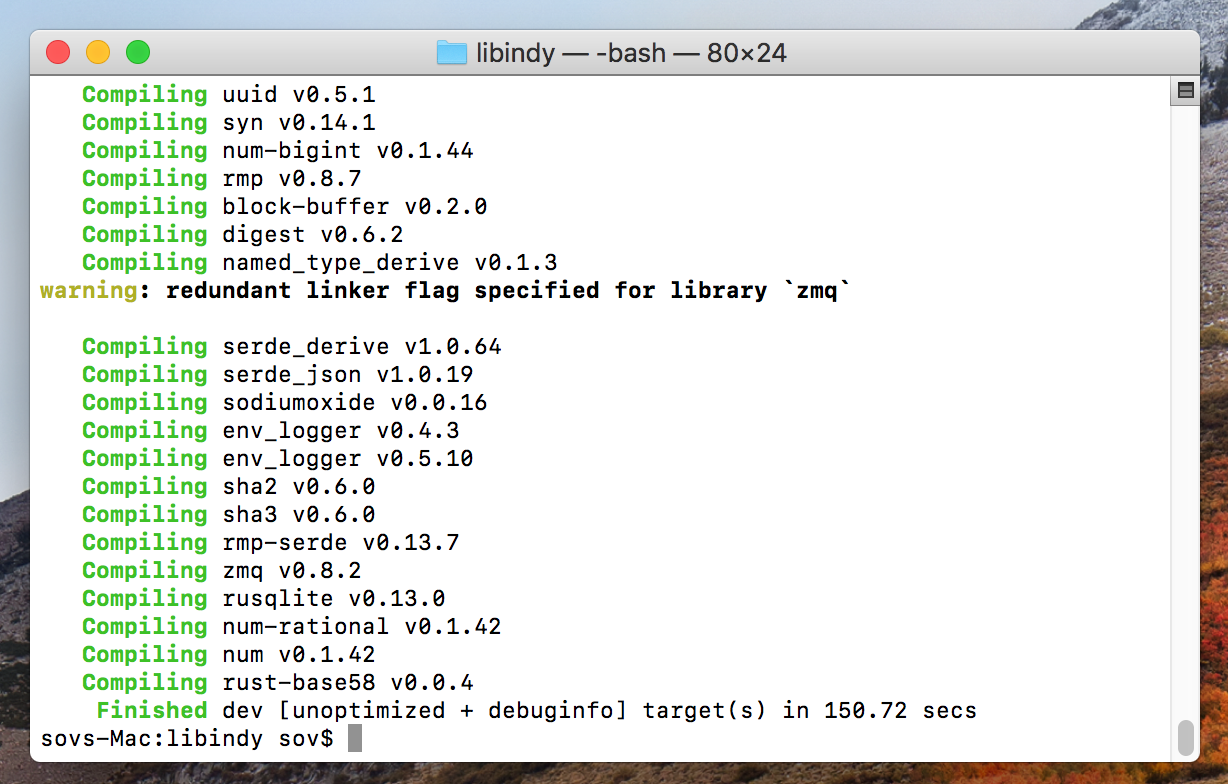 libindy — -bash — 80×24
Compiling uuid v0.5.1
Compiling syn v0.14.1
Compiling num-bigint v0.1.44
Compiling rmp v0.8.7
Compiling block-buffer v0.2.0
Compiling digest v0.6.2
Compiling named_type_derive v0.1.3
warning: redundant linker flag specified for library `zmq`
Compiling serde_derive v1.0.64
Compiling serde_json v1.0.19
Compiling sodiumoxide v0.0.16
Compiling env_logger v0.4.3
Compiling env_logger v0.5.10
Compiling sha2 v0.6.0
Compiling sha3 v0.6.0
Compiling rmp-serde v0.13.7
Compiling zmq v0.8.2
Compiling rusqlite v0.13.0
Compiling num-rational v0.1.42
Compiling num v0.1.42
Compiling rust-base58 v0.0.4
Finished dev [unoptimized + debuginfo] target(s) in 150.72 secs
sovs-Mac:libindy sov$